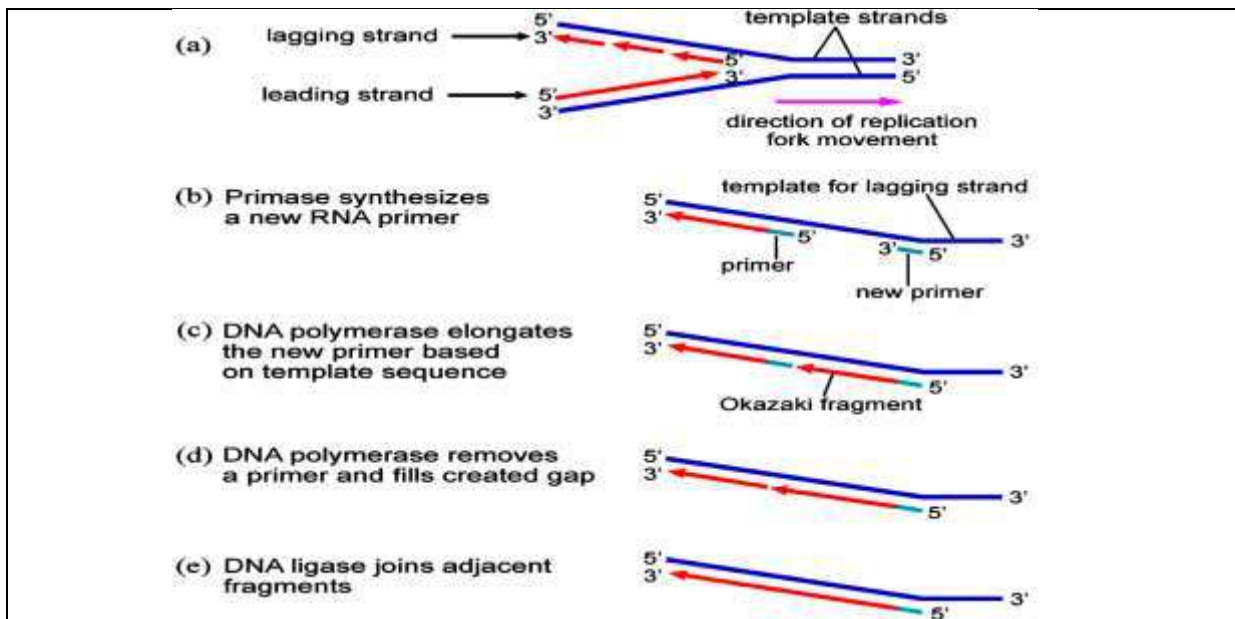 5'
template strands
(a)
lagging strand
3'
5'
3'
leading strand
5'
3'
5'
3'
direction of replication
fork movement
template for lagging strand
(b) Primase synthesizes
a new RNA primer
5'
3'
5'
3'
5'
3'
primer
new primer
(c) DNA polymerase elongates
the new primer based
on template sequence
5'
3'
3'
5'
Okazaki fragment
(d) DNA polymerase removes
a primer and fills created gap
5'
3'
3'
5'
(e) DNA ligase joins adjacent
fragments
5'
3'
3'
5'